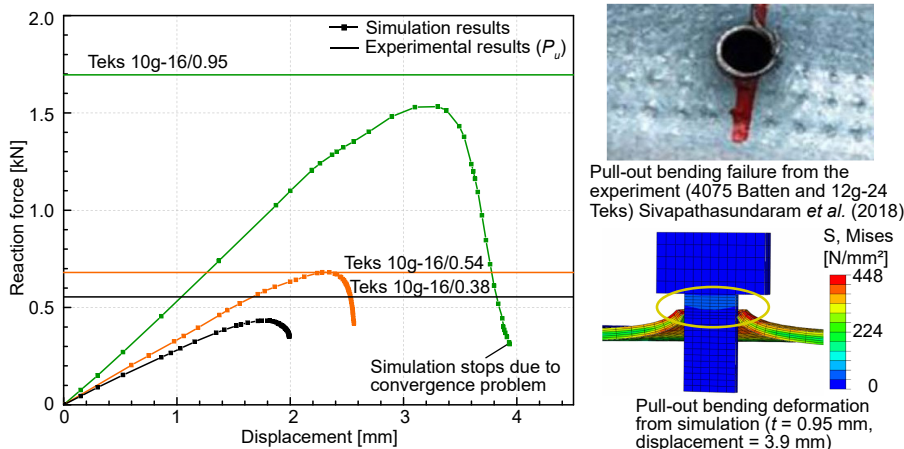 Simulation results
Experimental results (Pu)
Teks 10g-16/0.95
Teks 10g-16/0.54
Teks 10g-16/0.38
Simulation stops due to
convergence problem
Reaction force [kN]
2.0
1.5
1.0
0.5
0
0
1
2
3
4
Displacement [mm]
Pull-out bending failure from the
experiment (4075 Batten and 12g-24
Teks) Sivapathasundaram et al. (2018)
S, Mises
[N/mm²]
448
224
0
Pull-out bending deformation
from simulation (t = 0.95 mm,
displacement = 3.9 mm)